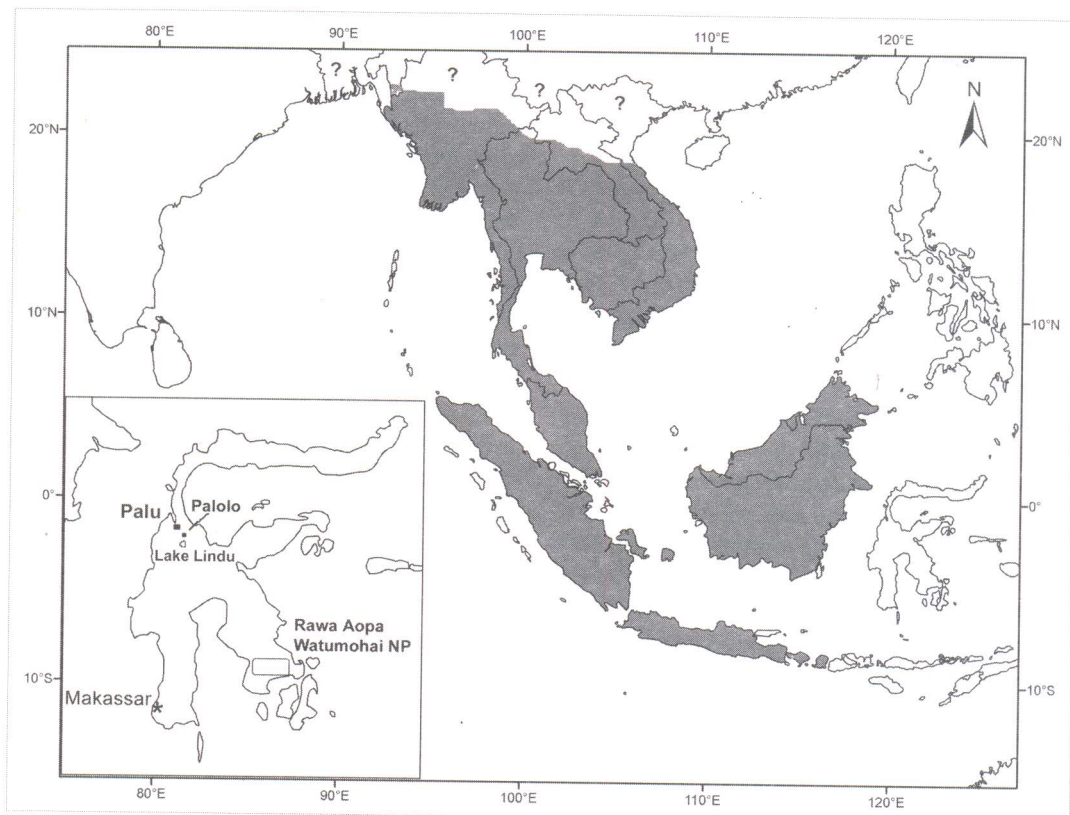 80°E 90°E 100°E 110°E 120°E
? ? ? ?
N
20°N 20°N
10°N 10°N
0° 0°
Palu Palolo
Lake Lindu
Rawa Aopa
Watumohai NP
10°S 10°S
Makassar
80°E 90°E 100°E 110°E 120°E